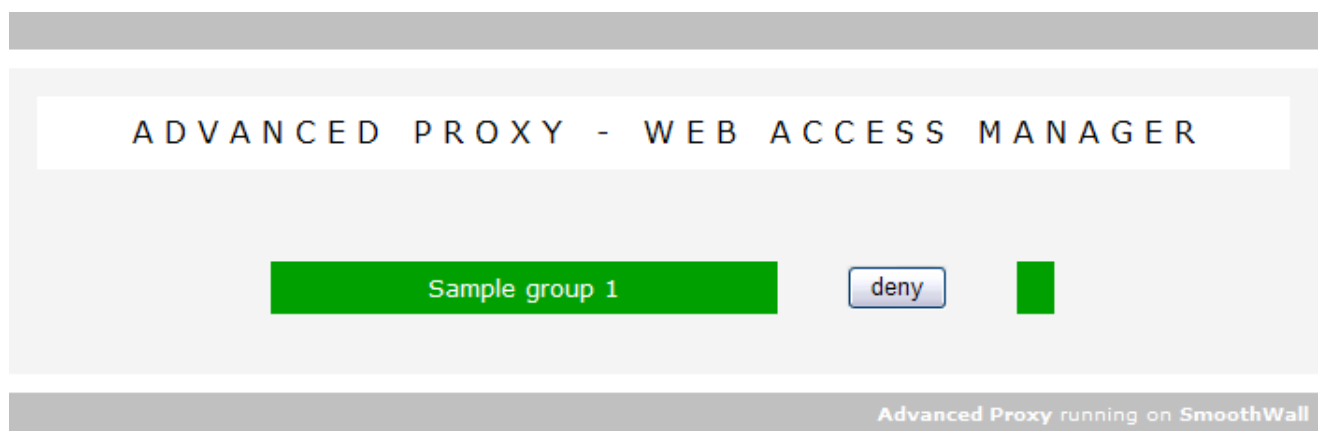 ADVANCED PROXY - WEB ACCESS MANAGER
Sample group 1 deny
Advanced Proxy running on SmoothWall